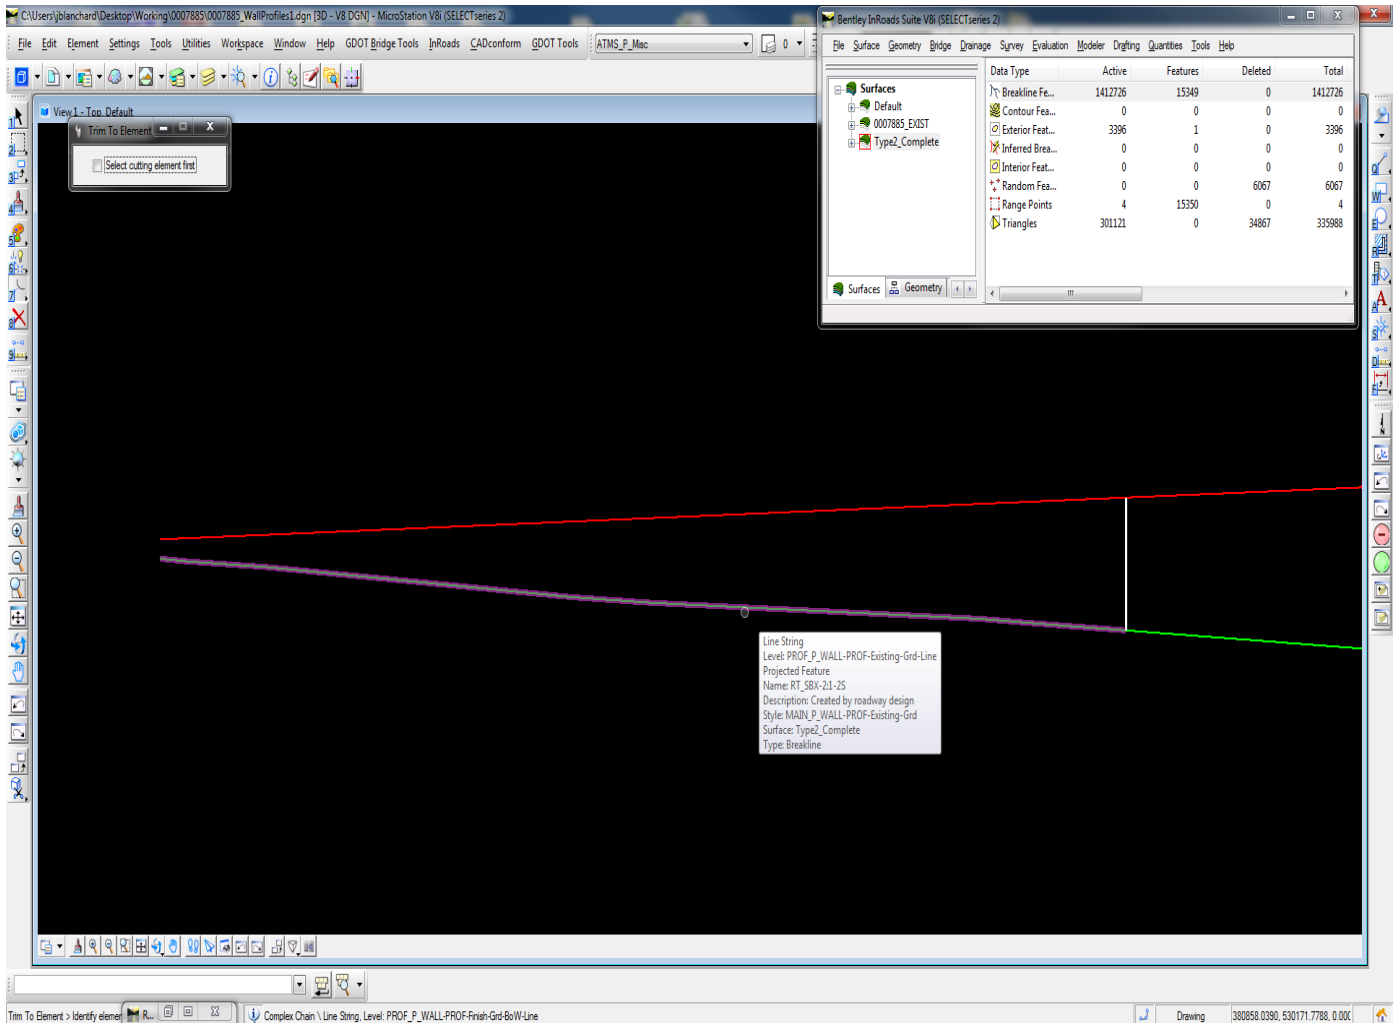 C:\Users\jblanchard\Desktop\Working\0007885\0007885_WallProfiles1.dgn [3D - V8 DGN] - MicroStation V8i (SELECTseries 2)
File Edit Element Settings Tools Utilities Workspace Window Help GDOT Bridge Tools InRoads CADconform GDOT Tools ATMS_P_Misc 0
View 1 - Top, Default
Trim To Element
Select cutting element first
Bentley InRoads Suite V8i (SELECTseries 2)
File Surface Geometry Bridge Drainage Survey Evaluation Modeler Drafting Quantities Tools Help
Surfaces
Default
0007885_EXIST
Type2_Complete
Surfaces Geometry
Data Type Active Features Deleted Total
Breakline Fe... 1412726 15349 0 1412726
Contour Fea... 0 0 0 0
Exterior Feat... 3396 1 0 3396
Inferred Brea... 0 0 0 0
Interior Feat... 0 0 0 0
Random Fea... 0 0 6067 6067
Range Points 4 15350 0 4
Triangles 301121 0 34867 335988
Line String
Level: PROF_P_WALL-PROF-Existing-Grd-Line
Projected Feature
Name: RT_SBX-2:1-2S
Description: Created by roadway design
Style: MAIN_P_WALL-PROF-Existing-Grd
Surface: Type2_Complete
Type: Breakline
Trim To Element > Identify elemer R... Complex Chain \ Line String, Level: PROF_P_WALL-PROF-Finish-Grd-BoW-Line Drawing 380858.0390, 530171.7788, 0.000